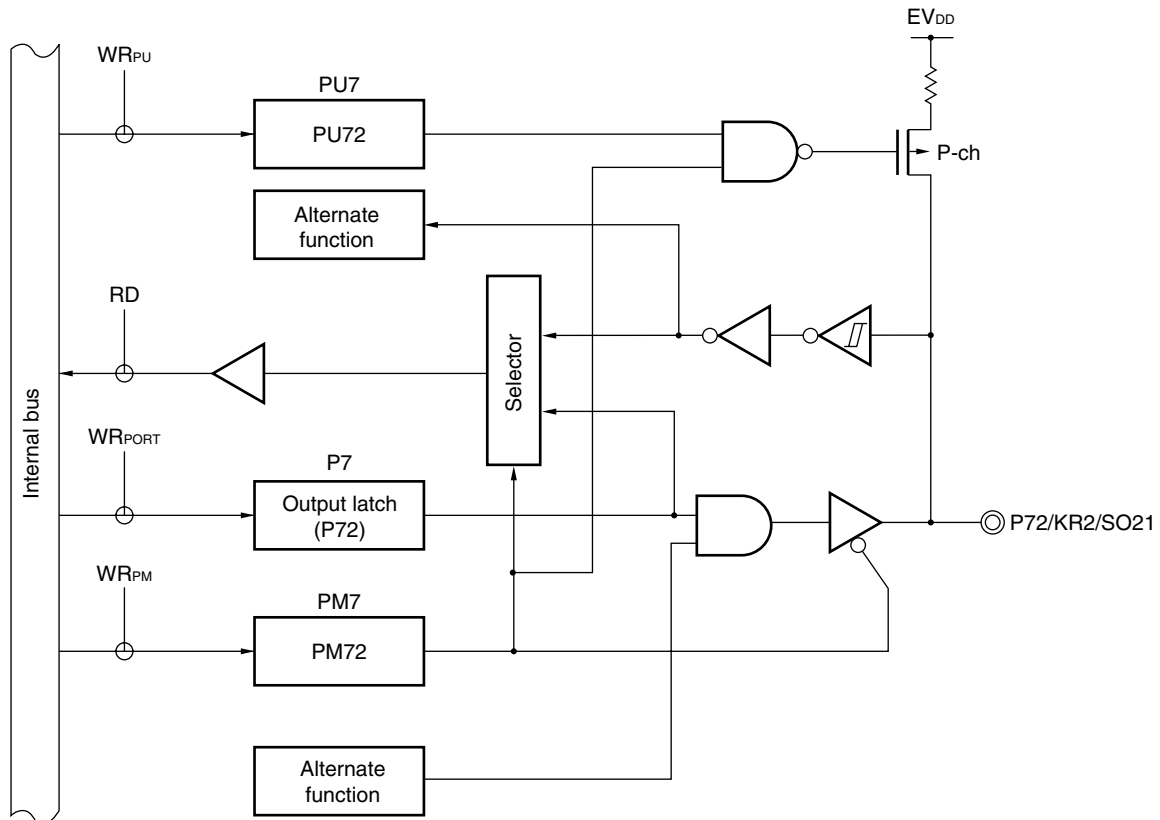 EVDD
WRPU
PU7
PU72
P-ch
Alternate
function
RD
Selector
Internal bus
WRPORT
P7
Output latch
(P72)
P72/KR2/SO21
WRPM
PM7
PM72
Alternate
function